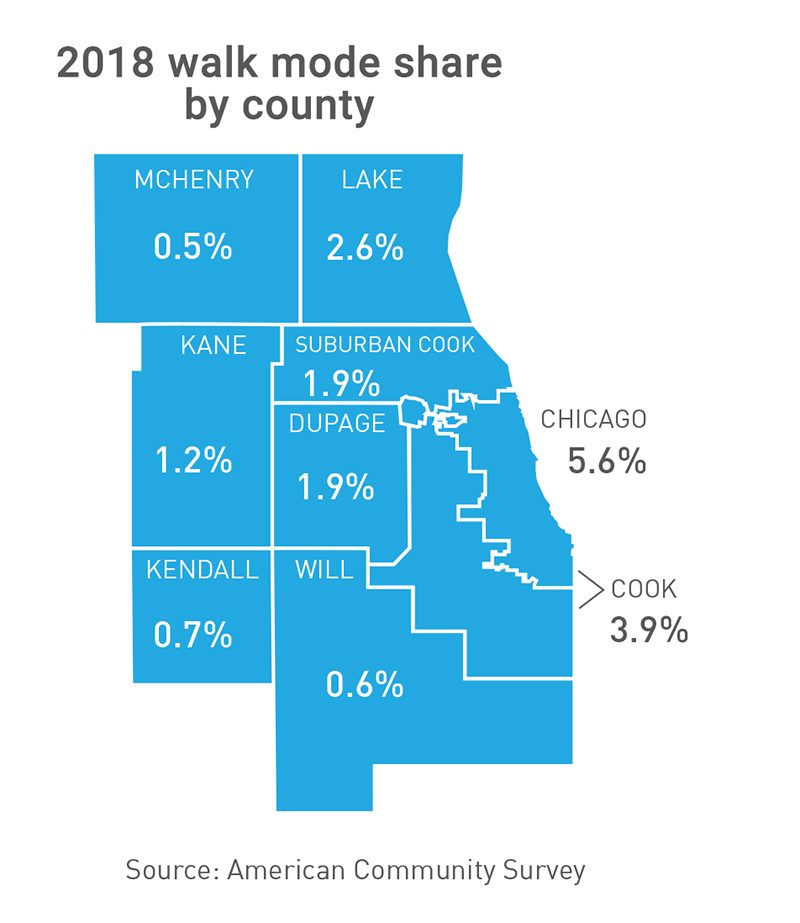 2018 walk mode share
by county
MCHENRY
0.5%
LAKE
2.6%
KANE
1.2%
SUBURBAN COOK
1.9%
DUPAGE
1.9%
CHICAGO
5.6%
KENDALL
0.7%
WILL
0.6%
COOK
3.9%
Source: American Community Survey